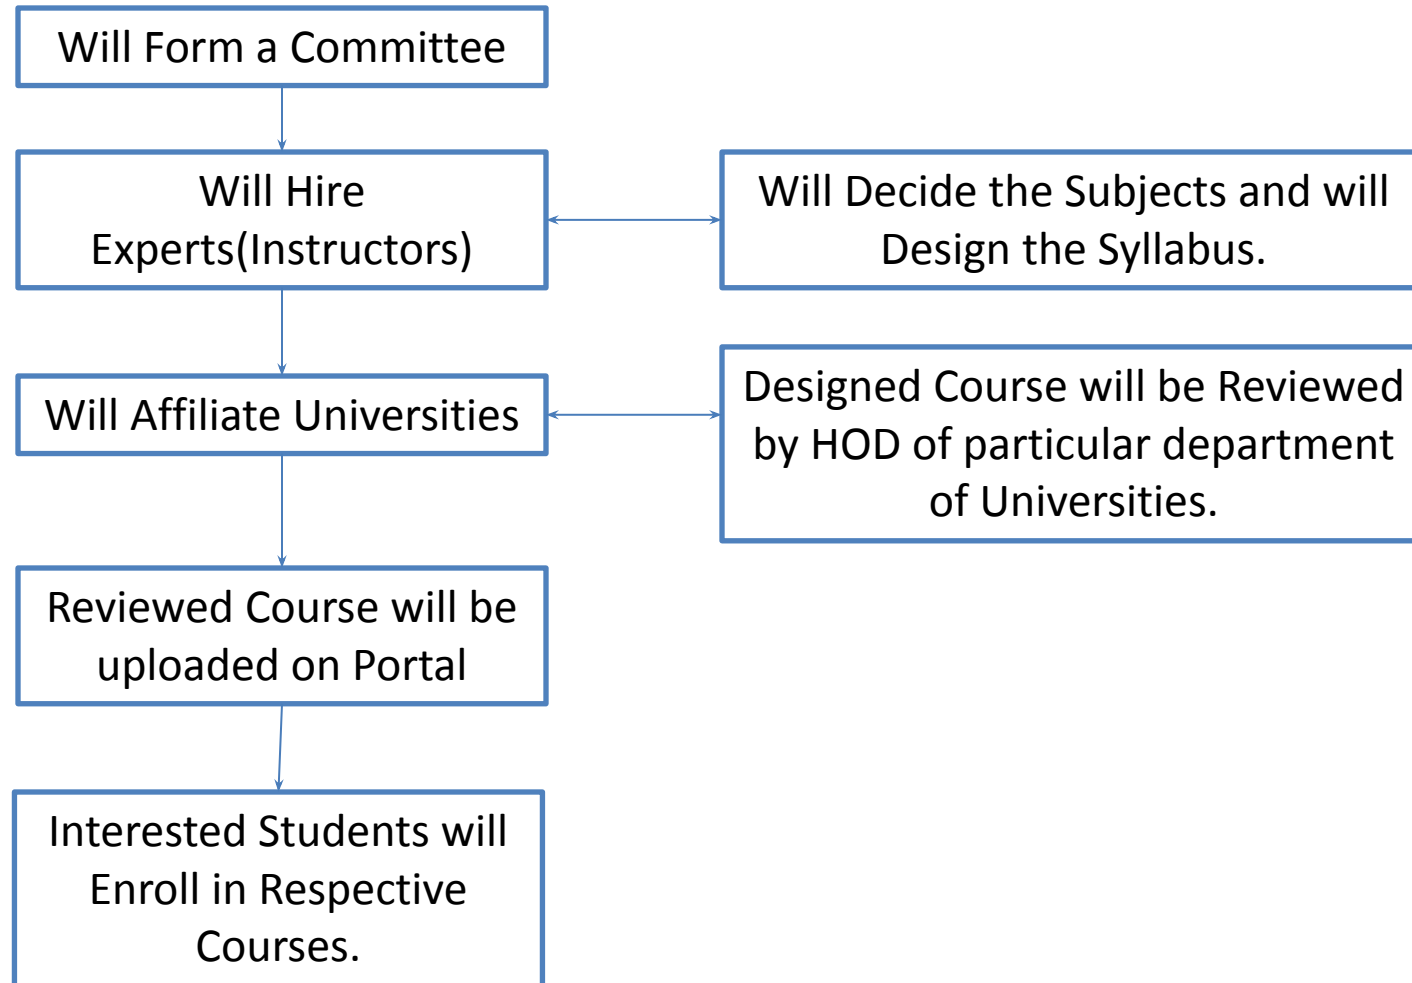 Will Form a Committee
Will Hire
Experts(Instructors)
Will Decide the Subjects and will
Design the Syllabus.
Will Affiliate Universities
Designed Course will be Reviewed
by HOD of particular department
of Universities.
Reviewed Course will be
uploaded on Portal
Interested Students will
Enroll in Respective
Courses.